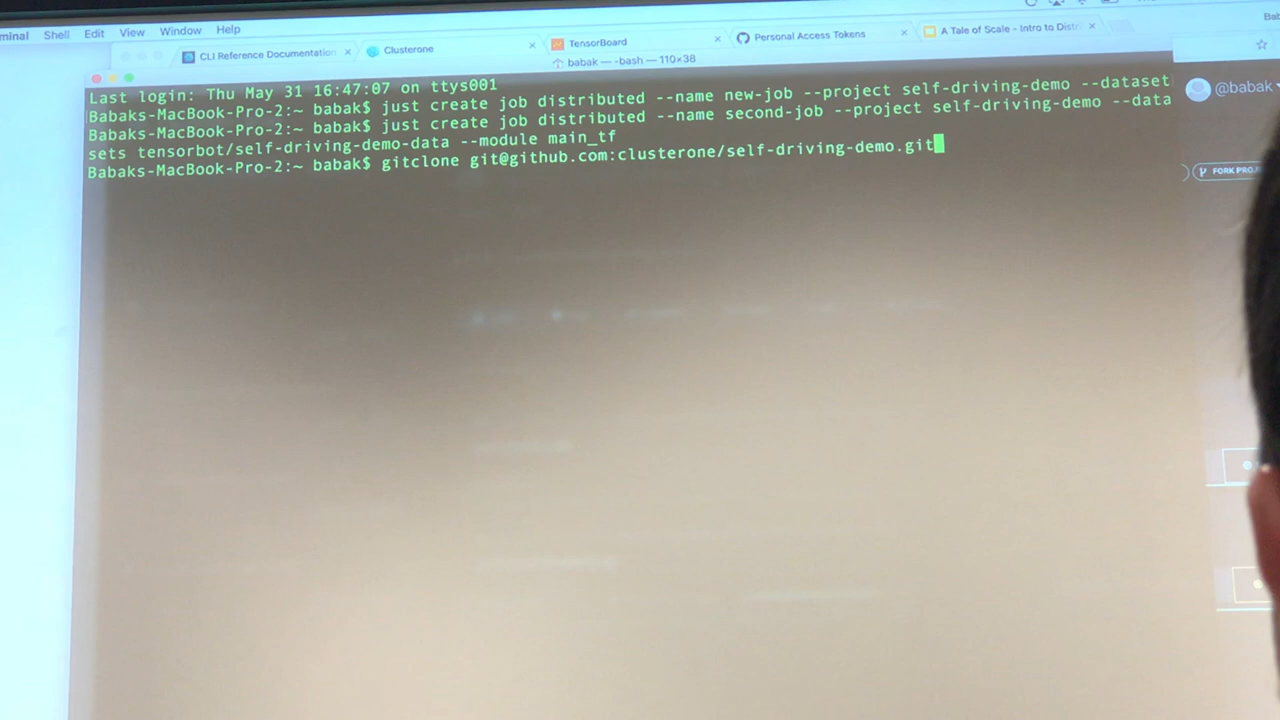 minal Shell Edit View Window Help
CLI Reference Documentation
Clusterone
TensorBoard
Personal Access Tokens
A Tale of Scale - Intro to Distri
Bab
babak — -bash — 110×38
Last login: Thu May 31 16:47:07 on ttys001
Babaks-MacBook-Pro-2:~ babak$ just create job distributed --name new-job --project self-driving-demo --dataset
Babaks-MacBook-Pro-2:~ babak$ just create job distributed --name second-job --project self-driving-demo --data
sets tensorbot/self-driving-demo-data --module main_tf
Babaks-MacBook-Pro-2:~ babak$ gitclone git@github.com:clusterone/self-driving-demo.git
@babak
FORK PROJ